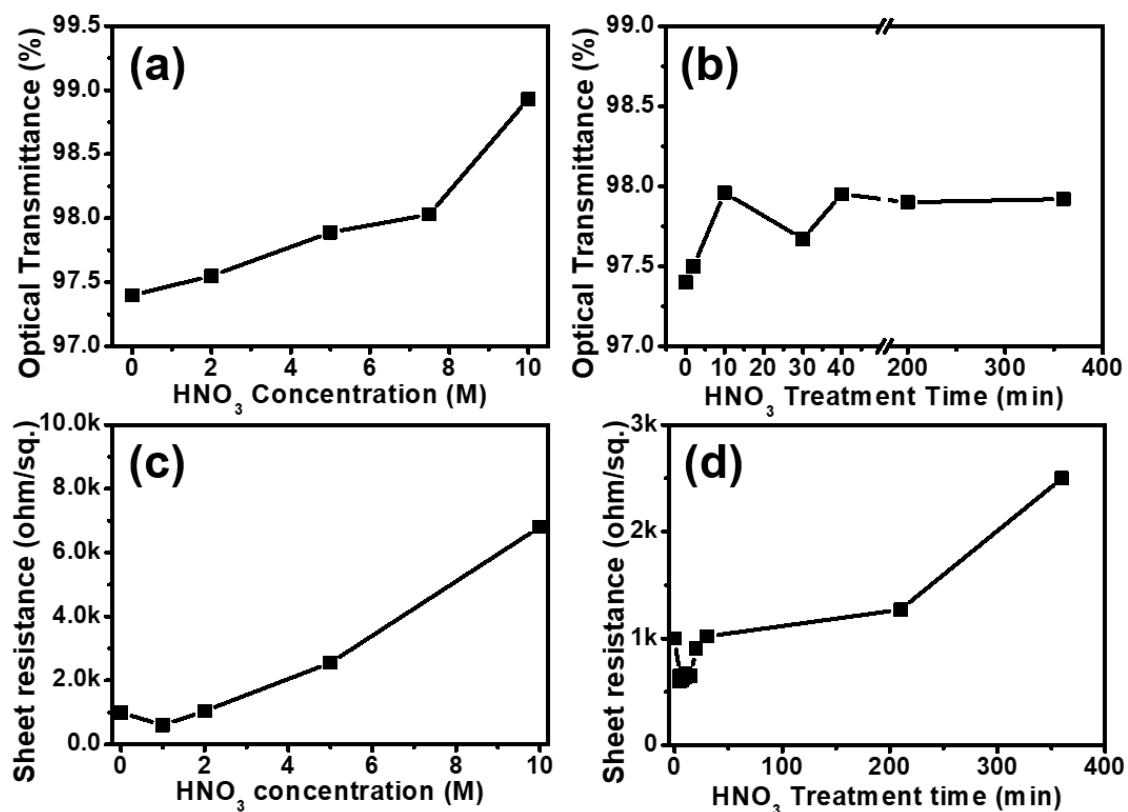 (a)
Optical Transmittance (%)
99.5
99.0
98.5
98.0
97.5
97.0
0 2 4 6 8 10
HNO3 Concentration (M)
(b)
Optical Transmittance (%)
99.0
98.5
98.0
97.5
97.0
0 10 20 30 40 200 300 400
HNO3 Treatment Time (min)
(c)
Sheet resistance (ohm/sq.)
10.0k
8.0k
6.0k
4.0k
2.0k
0.0
0 2 4 6 8 10
HNO3 concentration (M)
(d)
Sheet resistance (ohm/sq.)
3k
2k
1k
0
0 100 200 300 400
HNO3 Treatment time (min)